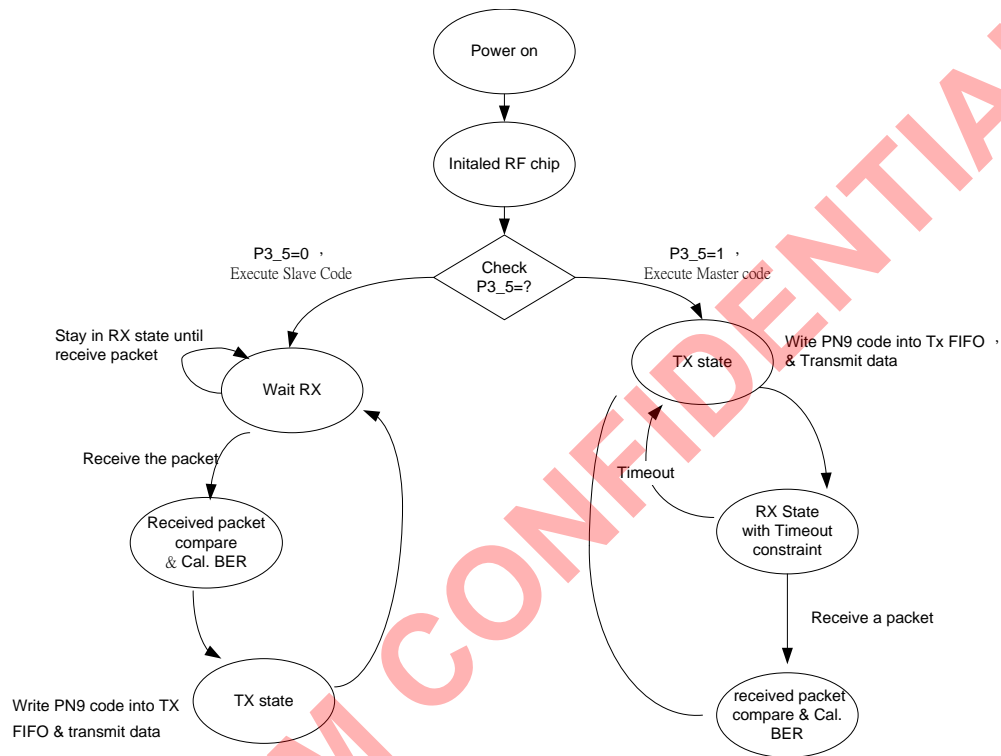 Power on
Initaled RF chip
Check
P3_5=?
P3_5=0 ，
Execute Slave Code
P3_5=1 ，
Execute Master code
Stay in RX state until
receive packet
Wait RX
TX state
Wite PN9 code into Tx FIFO ，
& Transmit data
Receive the packet
Timeout
Received packet
compare
& Cal. BER
RX State
with Timeout
constraint
Receive a packet
Write PN9 code into TX
FIFO & transmit data
TX state
received packet
compare & Cal.
BER
M CONFIDENTIA